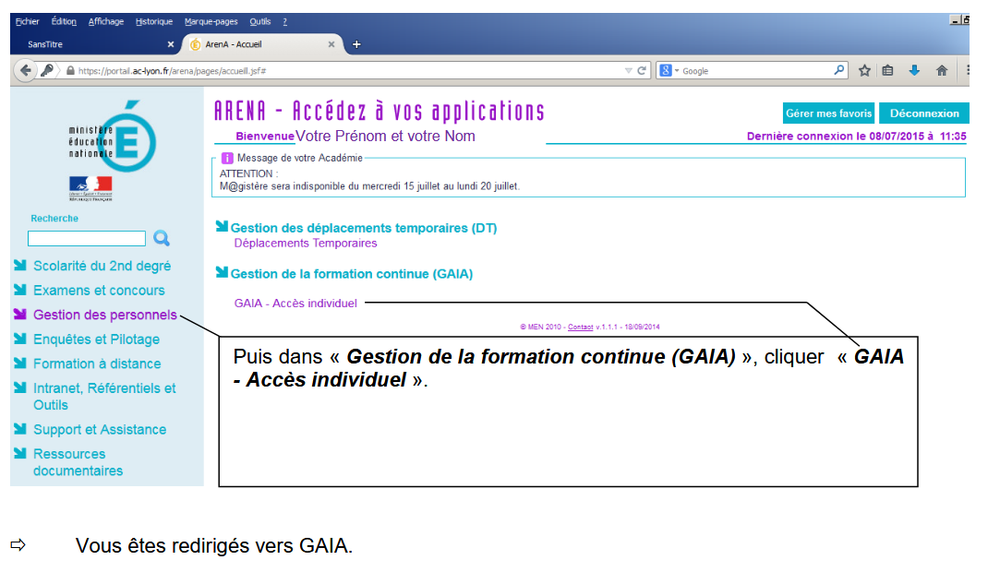 Fichier Édition Affichage Historique Marque-pages Outils ?
SansTitre
ArenA - Accueil
https://portail.ac-lyon.fr/arena/pages/accueil.jsf#
Google
ministère
éducation
nationale
ARENA - Accédez à vos applications
Gérer mes favoris
Déconnexion
Bienvenue Votre Prénom et votre Nom
Dernière connexion le 08/07/2015 à 11:35
Message de votre Académie
ATTENTION :
M@gistére sera indisponible du mercredi 15 juillet au lundi 20 juillet.
Recherche
Scolarité du 2nd degré
Examens et concours
Gestion des personnels
Enquêtes et Pilotage
Formation à distance
Intranet, Référentiels et
Outils
Support et Assistance
Ressources
documentaires
Gestion des déplacements temporaires (DT)
Déplacements Temporaires
Gestion de la formation continue (GAIA)
GAIA - Accès individuel
© MEN 2010 - Contact v.1.1.1 - 18/09/2014
Puis dans « Gestion de la formation continue (GAIA) », cliquer « GAIA
- Accès individuel ».
⇨ Vous êtes redirigés vers GAIA.